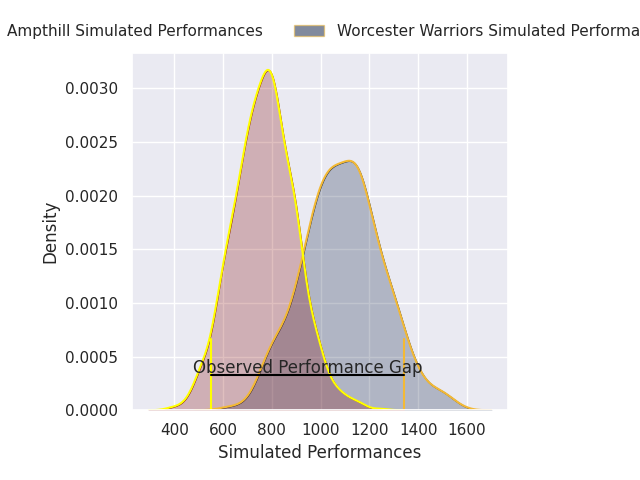 Ampthill Simulated Performances
Worcester Warriors Simulated Performa
0.0030
0.0025
0.0020
0.0015
0.0010
0.0005
0.0000
Density
Observed Performance Gap
400 600 800 1000 1200 1400 1600
Simulated Performances